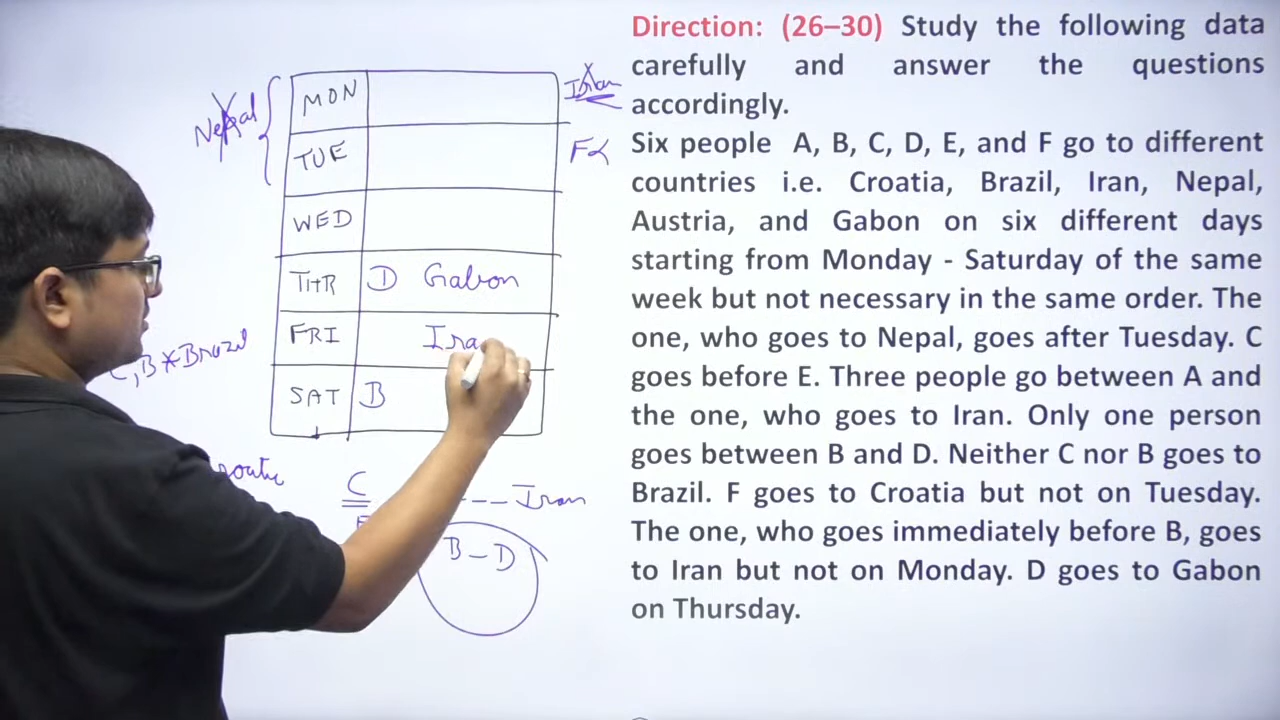 Nepal
MON
Iran
TUE
F
WED
THR D Gabon
FRI Ira
C, B Brazil
SAT B
C
--- Iran
B – D
Direction: (26–30) Study the following data
carefully and answer the questions
accordingly.
Six people A, B, C, D, E, and F go to different
countries i.e. Croatia, Brazil, Iran, Nepal,
Austria, and Gabon on six different days
starting from Monday - Saturday of the same
week but not necessary in the same order. The
one, who goes to Nepal, goes after Tuesday. C
goes before E. Three people go between A and
the one, who goes to Iran. Only one person
goes between B and D. Neither C nor B goes to
Brazil. F goes to Croatia but not on Tuesday.
The one, who goes immediately before B, goes
to Iran but not on Monday. D goes to Gabon
on Thursday.